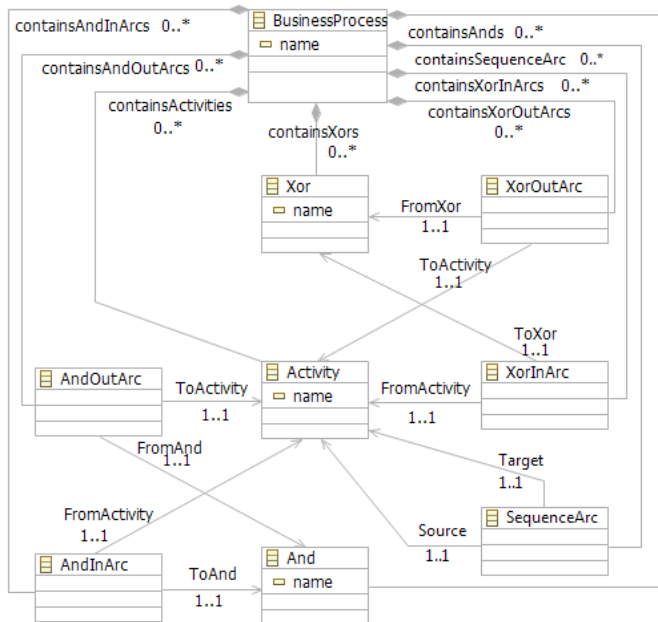 containsAndInArcs 0..*
BusinessProcess
name
containsAnds 0..*
containsAndOutArcs 0..*
containsSequenceArc 0..*
containsXorInArcs 0..*
containsActivities
0..*
containsXorOutArcs
0..*
containsXors
0..*
Xor
name
XorOutArc
FromXor
1..1
ToActivity
1..1
ToXor
1..1
AndOutArc
ToActivity
1..1
Activity
name
FromActivity
1..1
XorInArc
FromAnd
1..1
Target
1..1
FromActivity
1..1
Source
1..1
SequenceArc
AndInArc
ToAnd
1..1
And
name